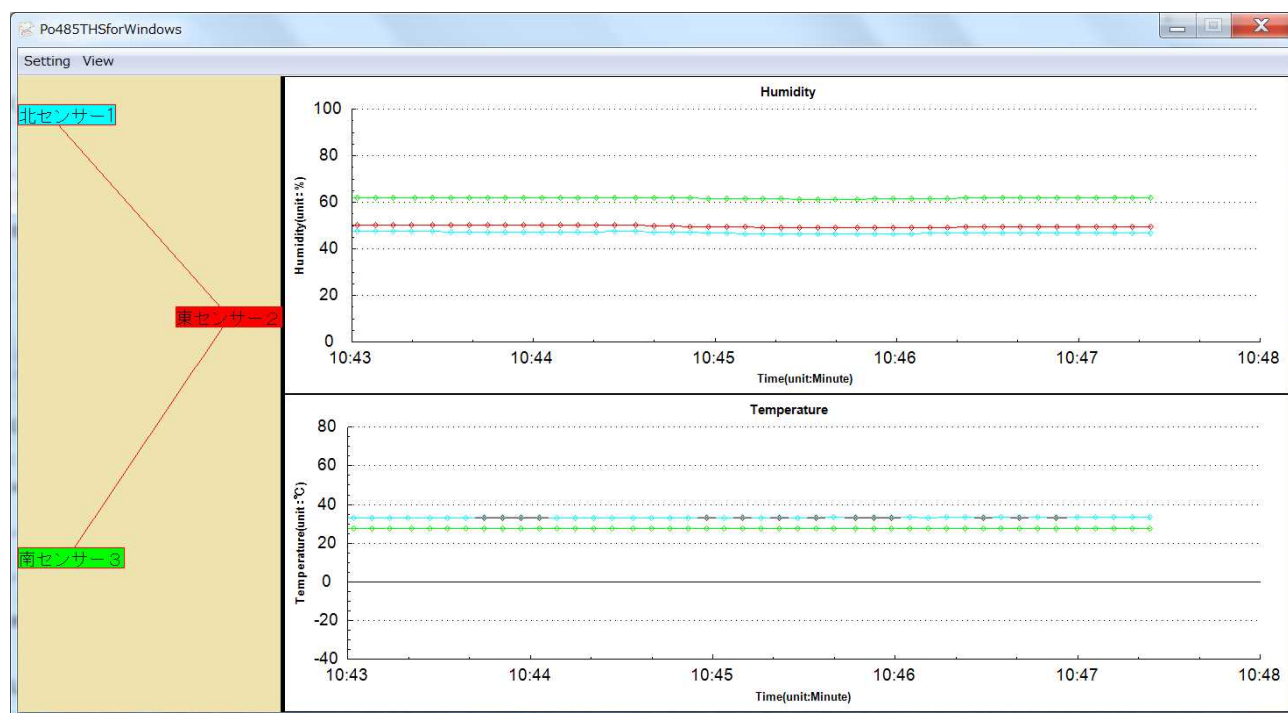 Po485THSforWindows
Setting View
北センサー1
東センサー２
南センサー３
Humidity
Humidity(unit:%)
100
80
60
40
20
0
10:43 10:44 10:45 10:46 10:47 10:48
Time(unit:Minute)
Temperature
Temperature(unit:℃)
80
60
40
20
0
-20
-40
10:43 10:44 10:45 10:46 10:47 10:48
Time(unit:Minute)